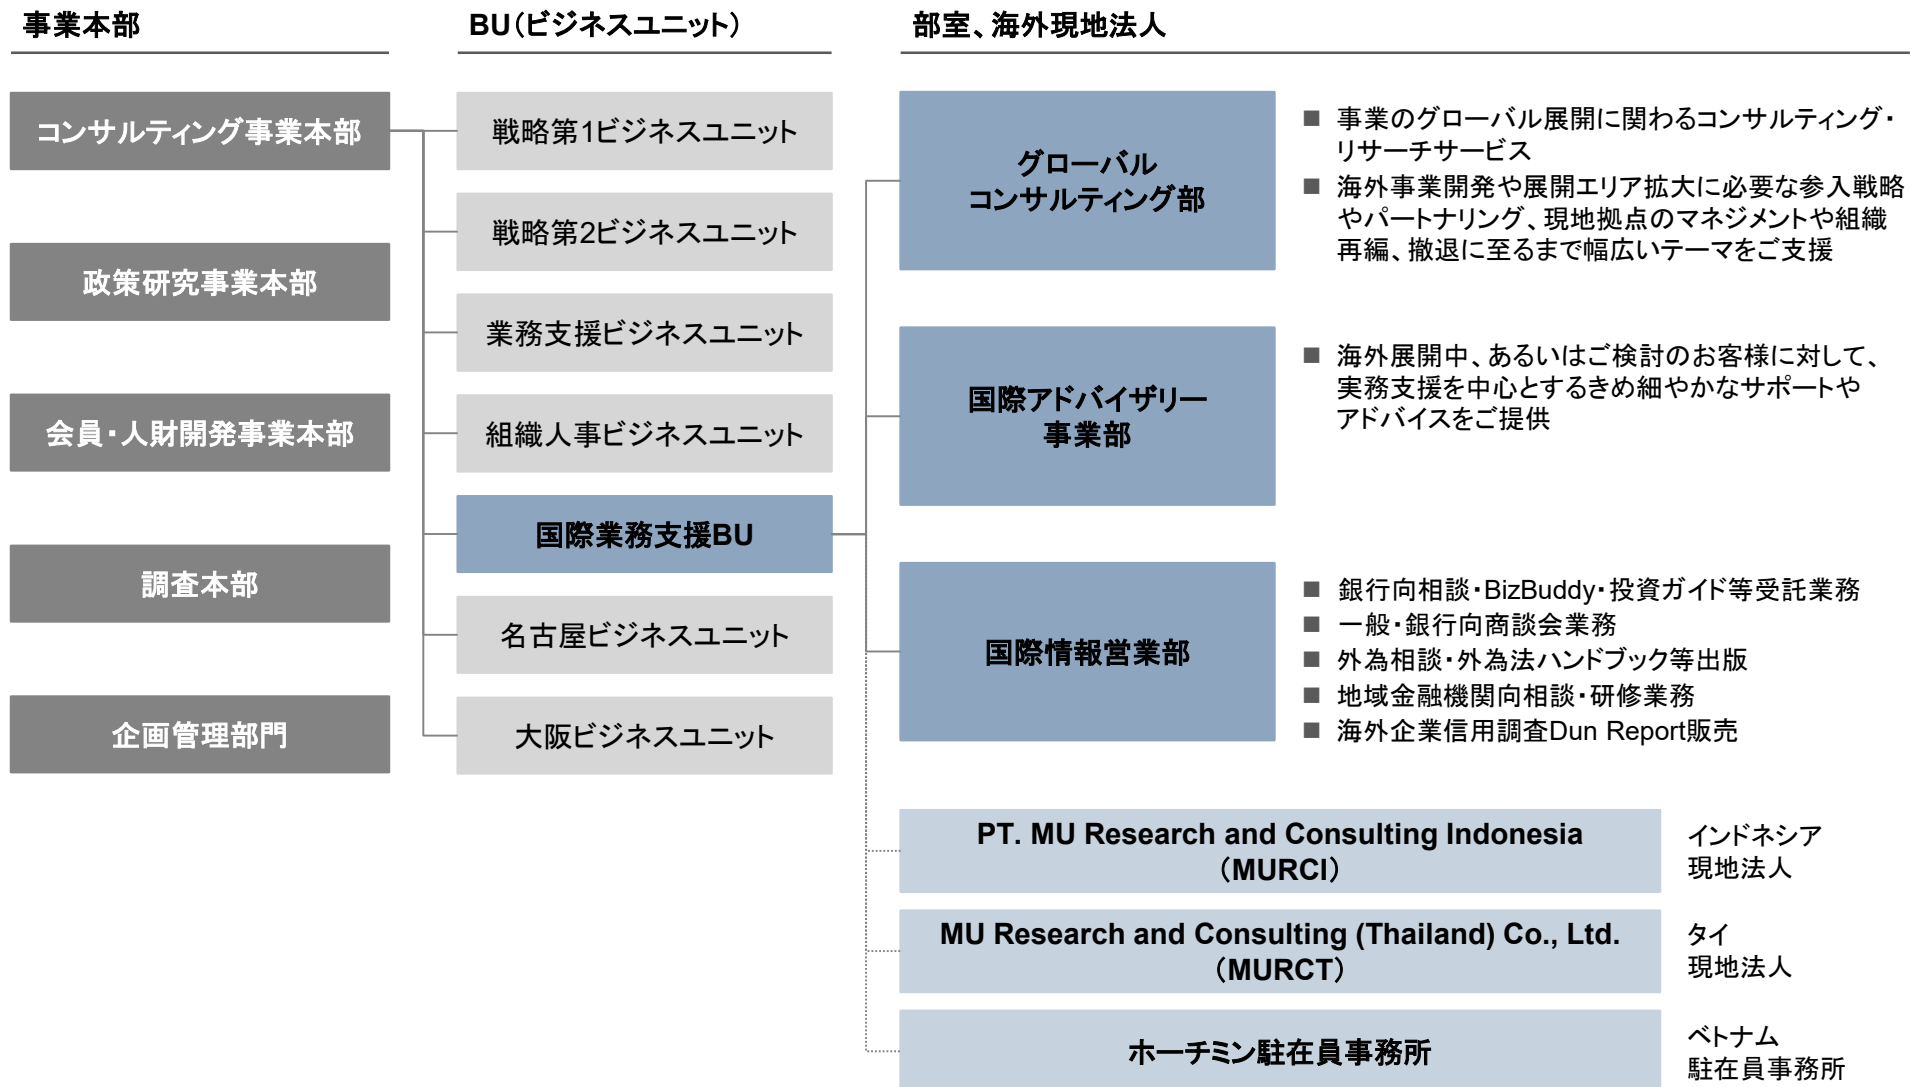 事業本部
BU（ビジネスユニット）
部室、海外現地法人
コンサルティング事業本部
政策研究事業本部
会員・人財開発事業本部
調査本部
企画管理部門
戦略第1ビジネスユニット
戦略第2ビジネスユニット
業務支援ビジネスユニット
組織人事ビジネスユニット
国際業務支援BU
名古屋ビジネスユニット
大阪ビジネスユニット
グローバル
コンサルティング部
■ 事業のグローバル展開に関わるコンサルティング・
リサーチサービス
■ 海外事業開発や展開エリア拡大に必要な参入戦略
やパートナリング、現地拠点のマネジメントや組織
再編、撤退に至るまで幅広いテーマをご支援
国際アドバイザリー
事業部
■ 海外展開中、あるいはご検討のお客様に対して、
実務支援を中心とするきめ細やかなサポートや
アドバイスをご提供
国際情報営業部
■ 銀行向相談・BizBuddy・投資ガイド等受託業務
■ 一般・銀行向商談会業務
■ 外為相談・外為法ハンドブック等出版
■ 地域金融機関向相談・研修業務
■ 海外企業信用調査Dun Report販売
PT. MU Research and Consulting Indonesia
（MURCI）
インドネシア
現地法人
MU Research and Consulting (Thailand) Co., Ltd.
（MURCT）
タイ
現地法人
ホーチミン駐在員事務所
ベトナム
駐在員事務所